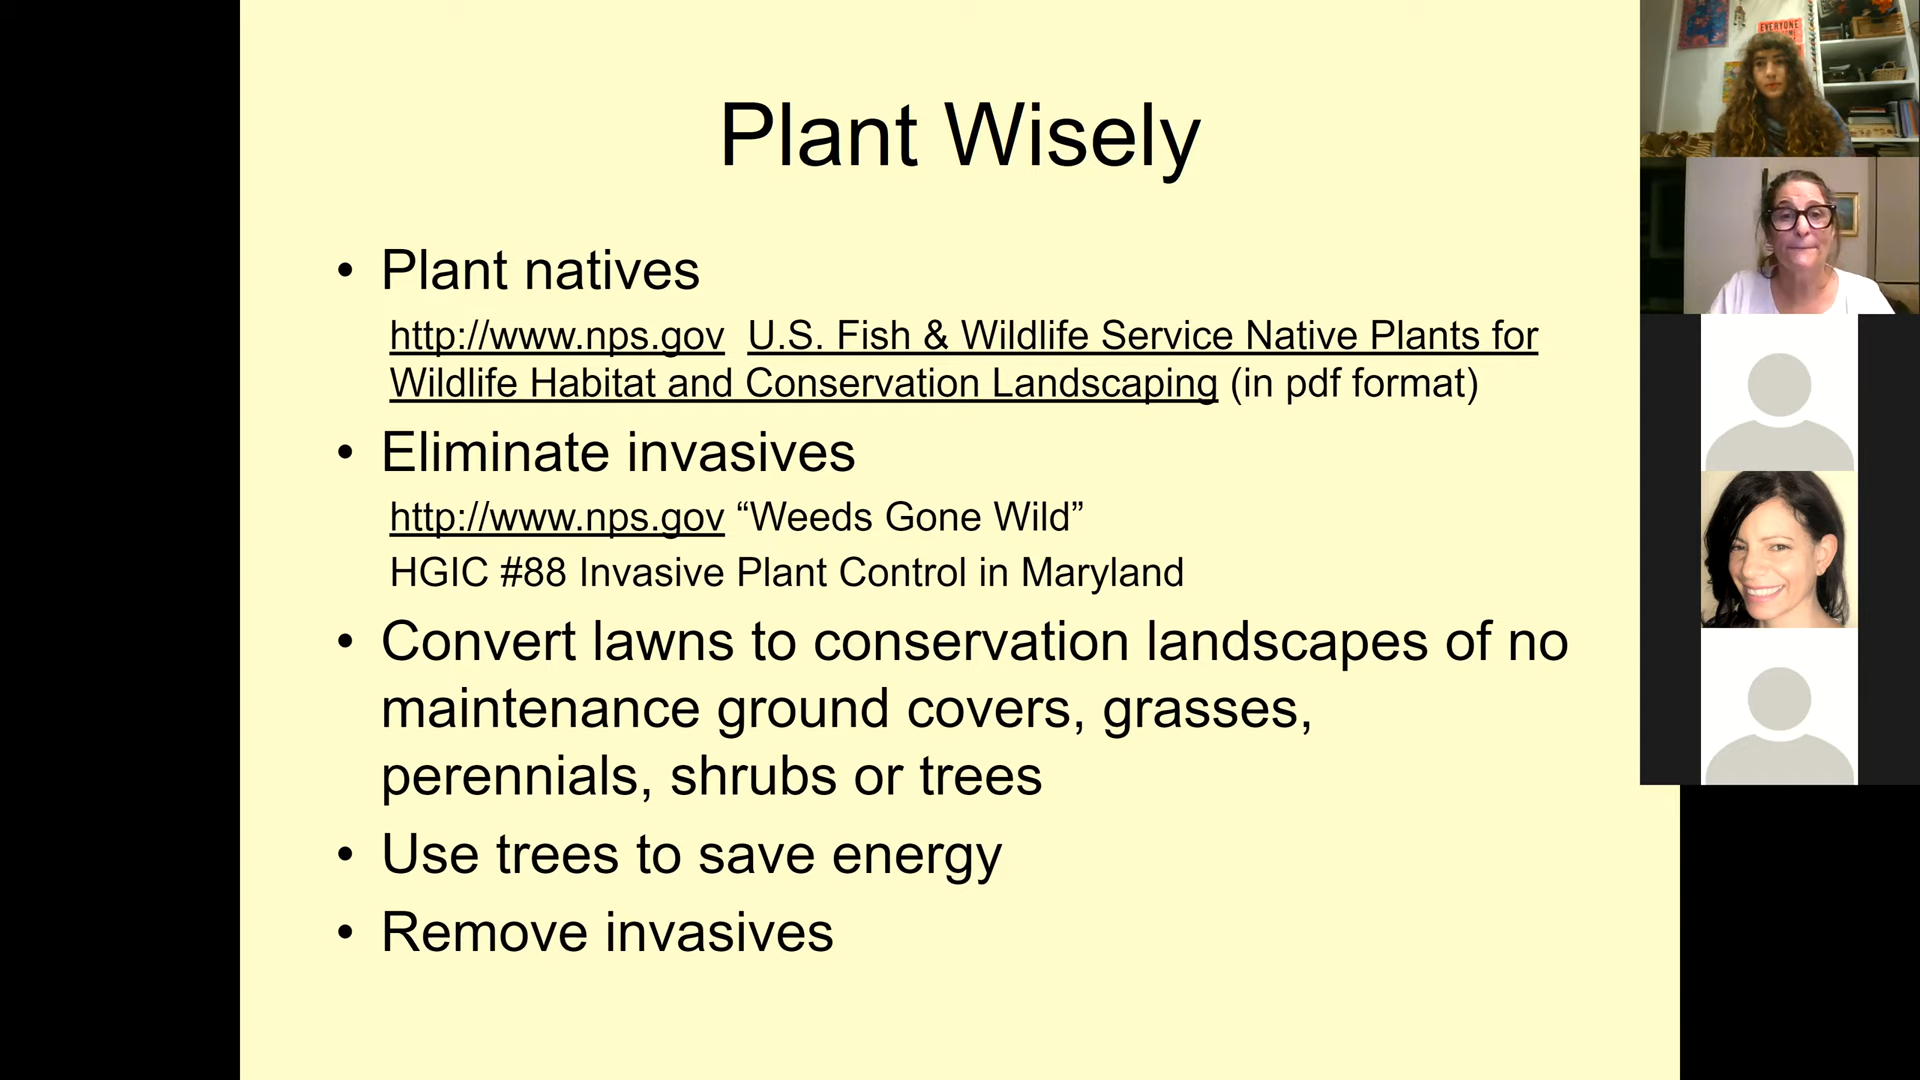 Plant Wisely
• Plant natives
http://www.nps.gov U.S. Fish & Wildlife Service Native Plants for
Wildlife Habitat and Conservation Landscaping (in pdf format)
• Eliminate invasives
http://www.nps.gov “Weeds Gone Wild”
HGIC #88 Invasive Plant Control in Maryland
• Convert lawns to conservation landscapes of no
maintenance ground covers, grasses,
perennials, shrubs or trees
• Use trees to save energy
• Remove invasives
EVERYONE